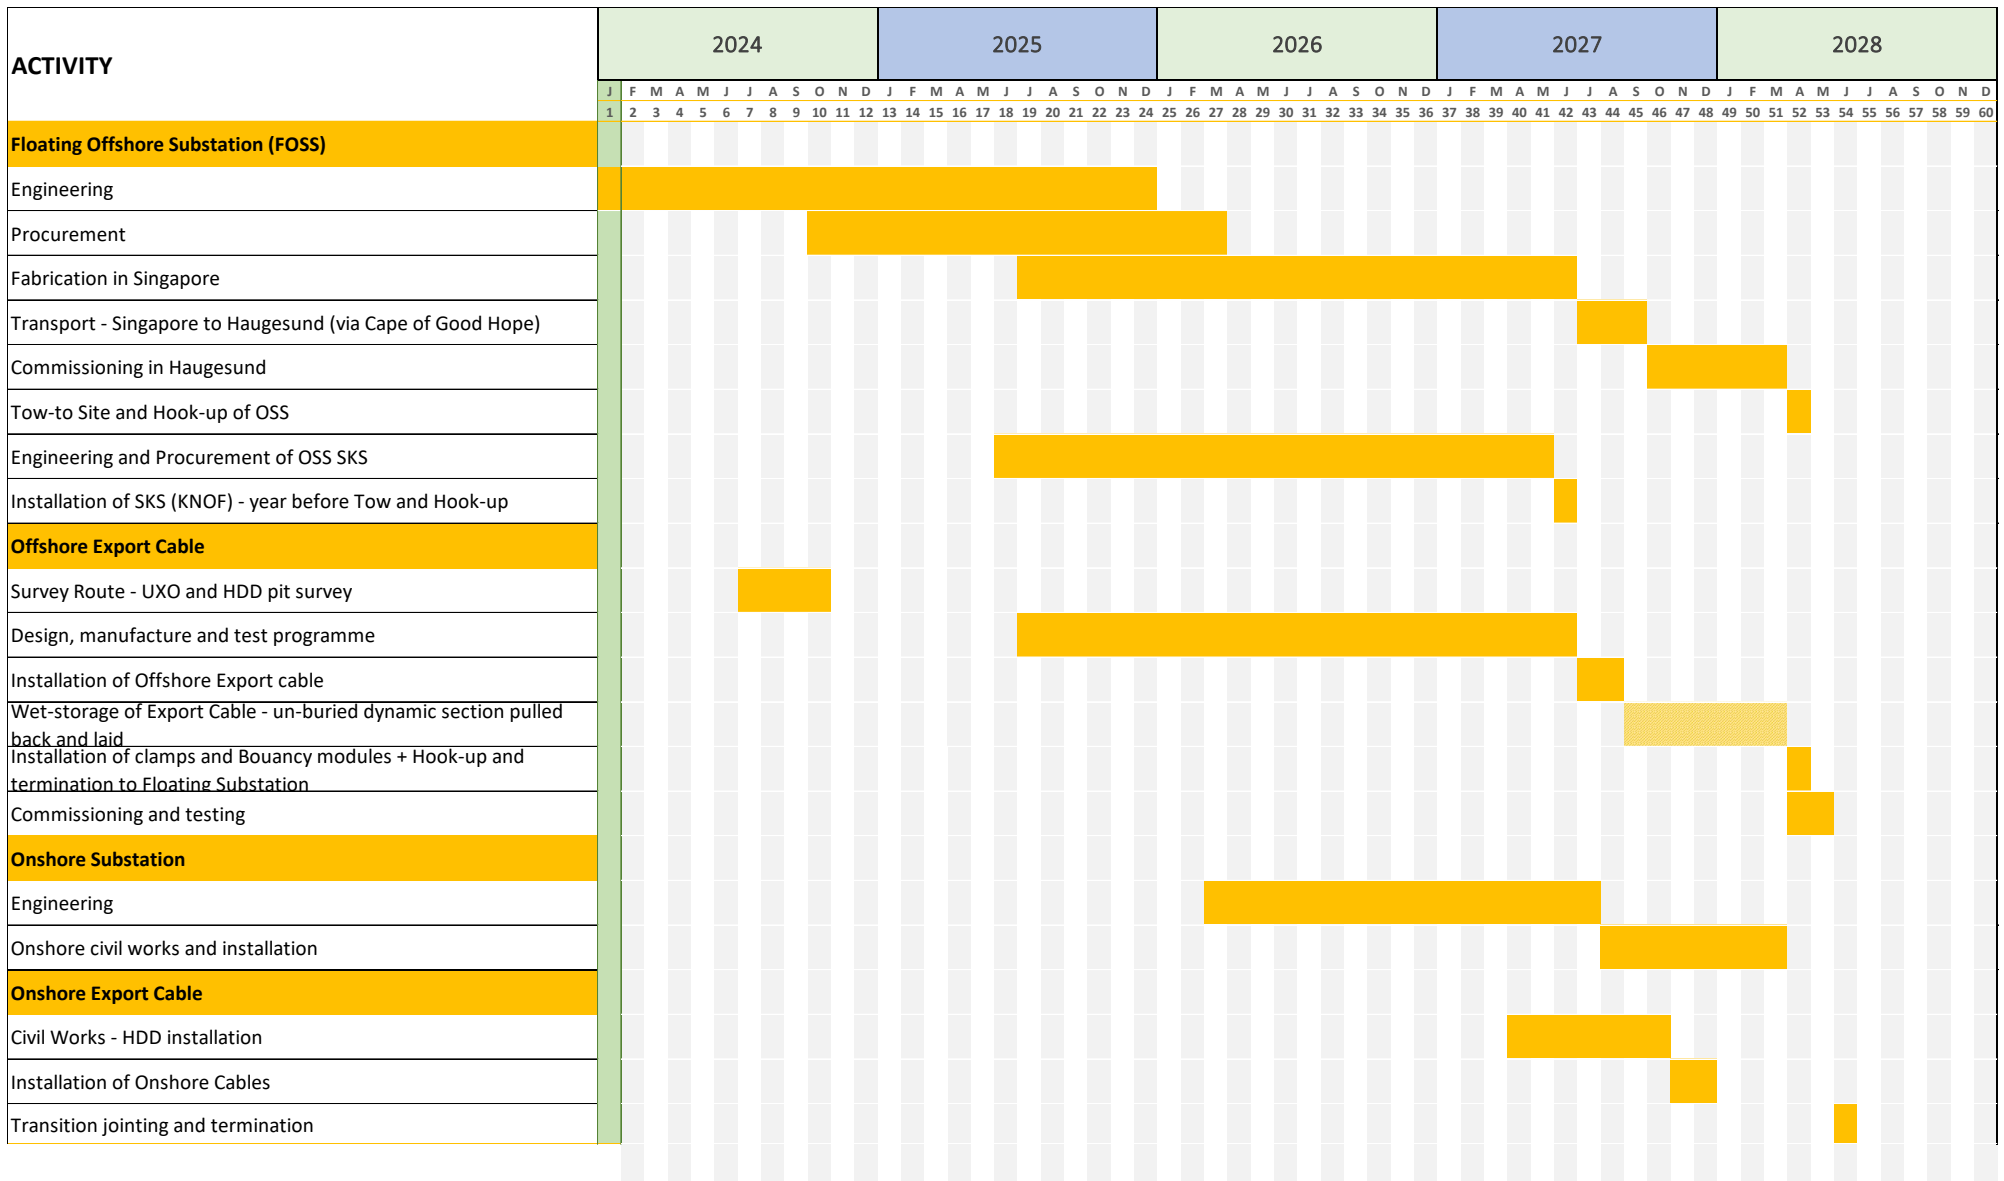 ACTIVITY
2024 2025 2026 2027 2028
J F M A M J J A S O N D J F M A M J J A S O N D J F M A M J J A S O N D J F M A M J J A S O N D J F M A M J J A S O N D
1 2 3 4 5 6 7 8 9 10 11 12 13 14 15 16 17 18 19 20 21 22 23 24 25 26 27 28 29 30 31 32 33 34 35 36 37 38 39 40 41 42 43 44 45 46 47 48 49 50 51 52 53 54 55 56 57 58 59 60
Floating Offshore Substation (FOSS)
Engineering
Procurement
Fabrication in Singapore
Transport - Singapore to Haugesund (via Cape of Good Hope)
Commissioning in Haugesund
Tow-to Site and Hook-up of OSS
Engineering and Procurement of OSS SKS
Installation of SKS (KNOF) - year before Tow and Hook-up
Offshore Export Cable
Survey Route - UXO and HDD pit survey
Design, manufacture and test programme
Installation of Offshore Export cable
Wet-storage of Export Cable - un-buried dynamic section pulled
back and laid
Installation of clamps and Bouancy modules + Hook-up and
termination to Floating Substation
Commissioning and testing
Onshore Substation
Engineering
Onshore civil works and installation
Onshore Export Cable
Civil Works - HDD installation
Installation of Onshore Cables
Transition jointing and termination